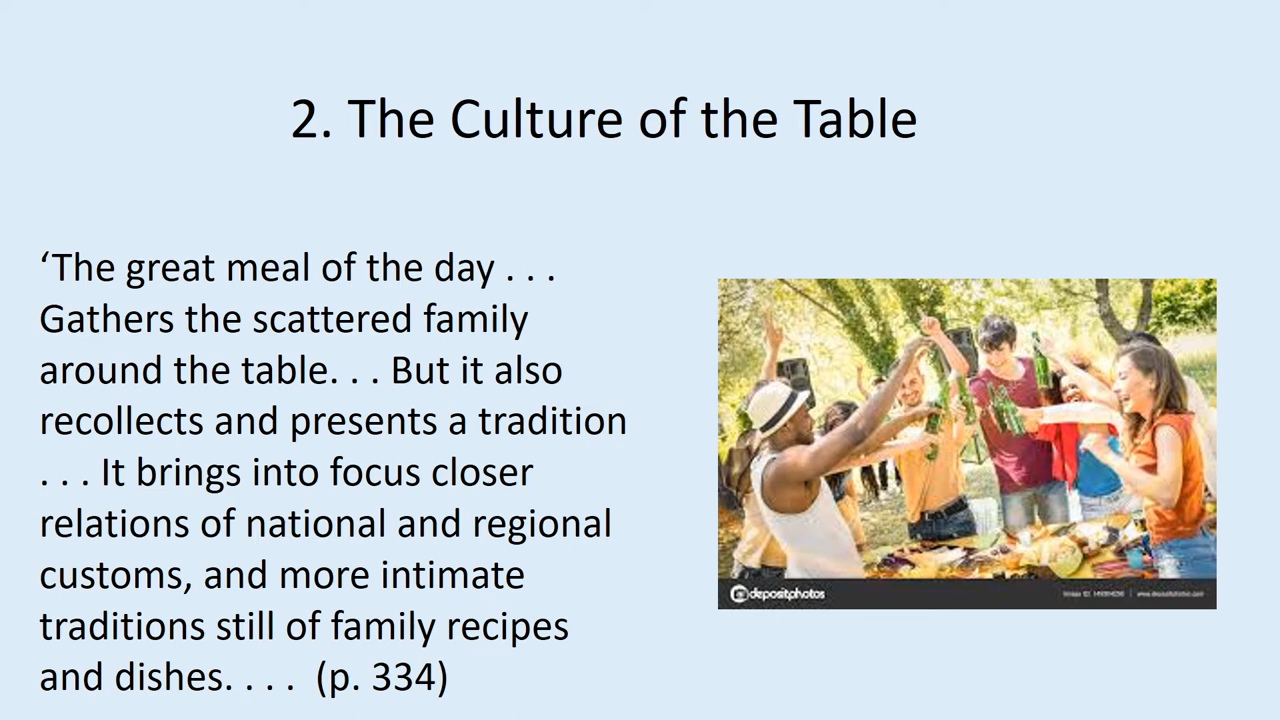 2. The Culture of the Table
‘The great meal of the day . . .
Gathers the scattered family
around the table. . . But it also
recollects and presents a tradition
. . . It brings into focus closer
relations of national and regional
customs, and more intimate
traditions still of family recipes
and dishes. . . . (p. 334)
depositphotos